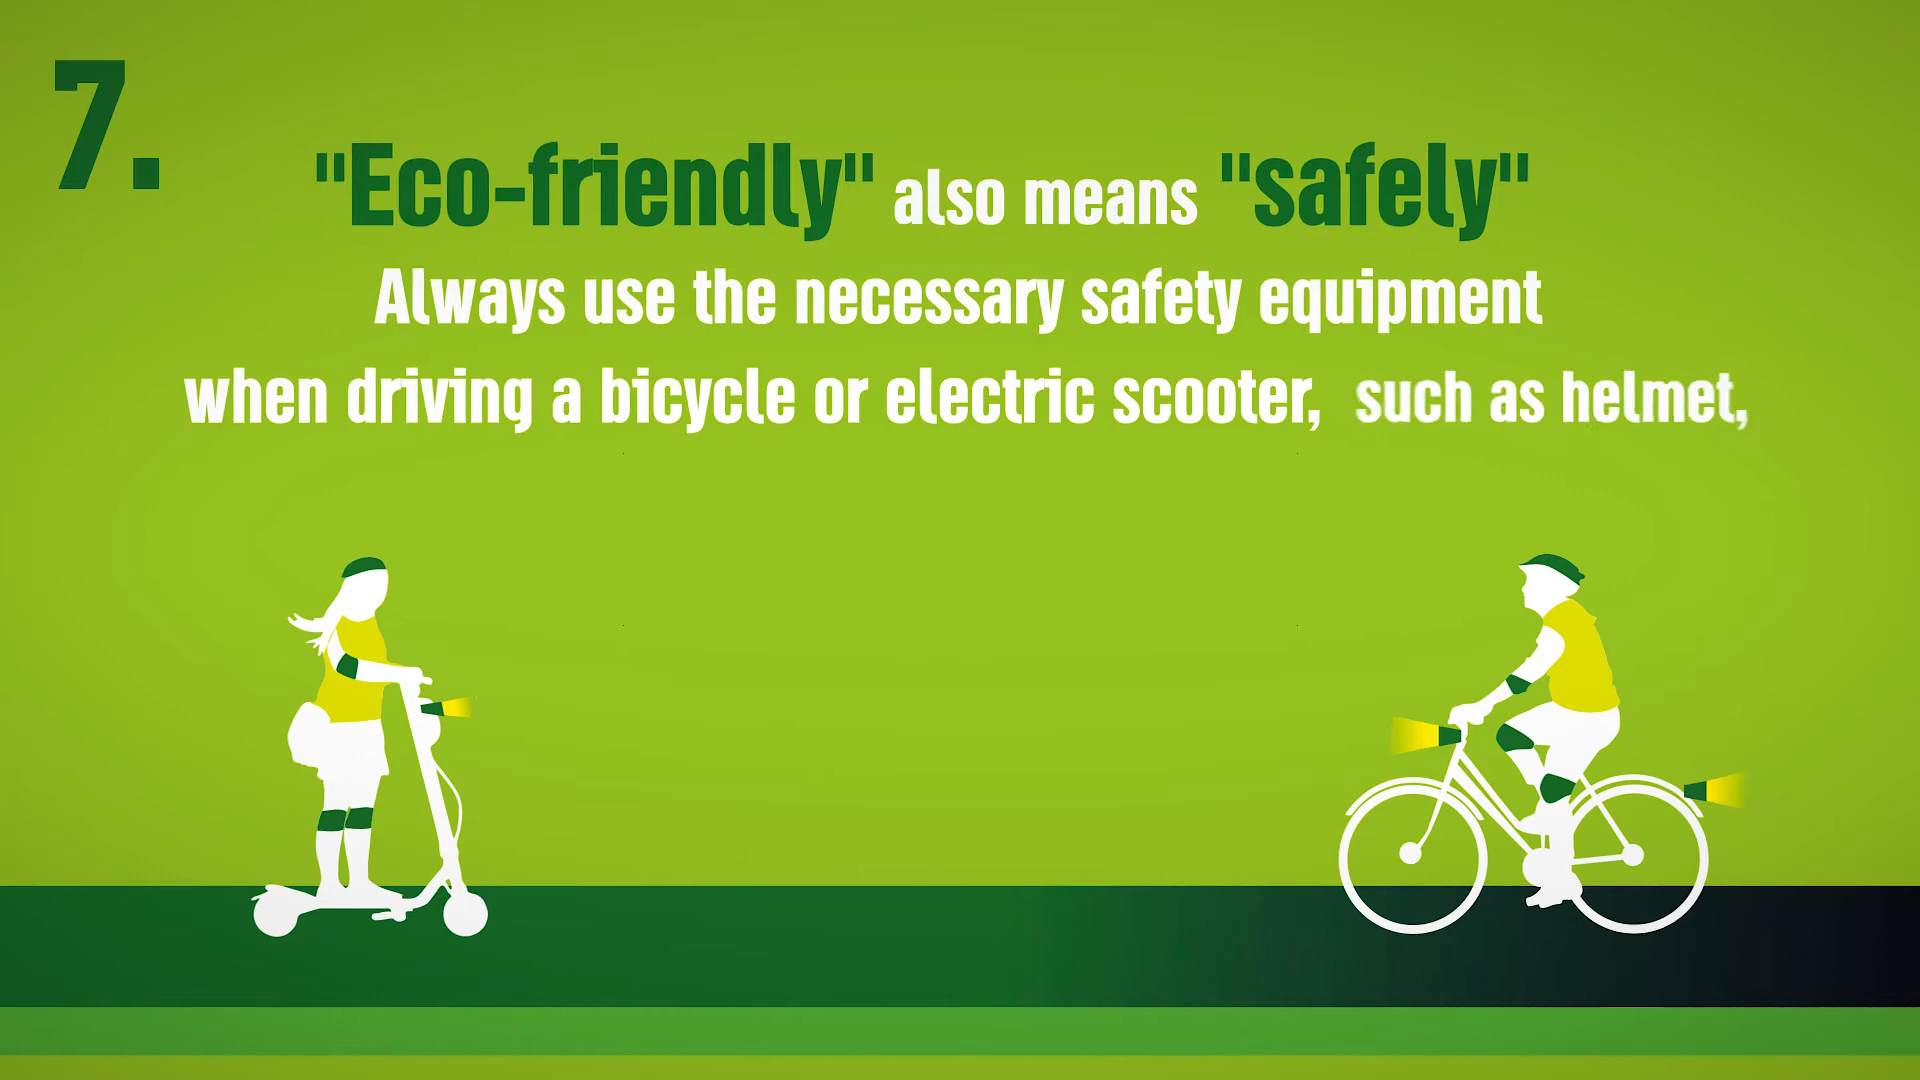 7.
"Eco-friendly" also means "safely"
Always use the necessary safety equipment
when driving a bicycle or electric scooter, such as helmet,